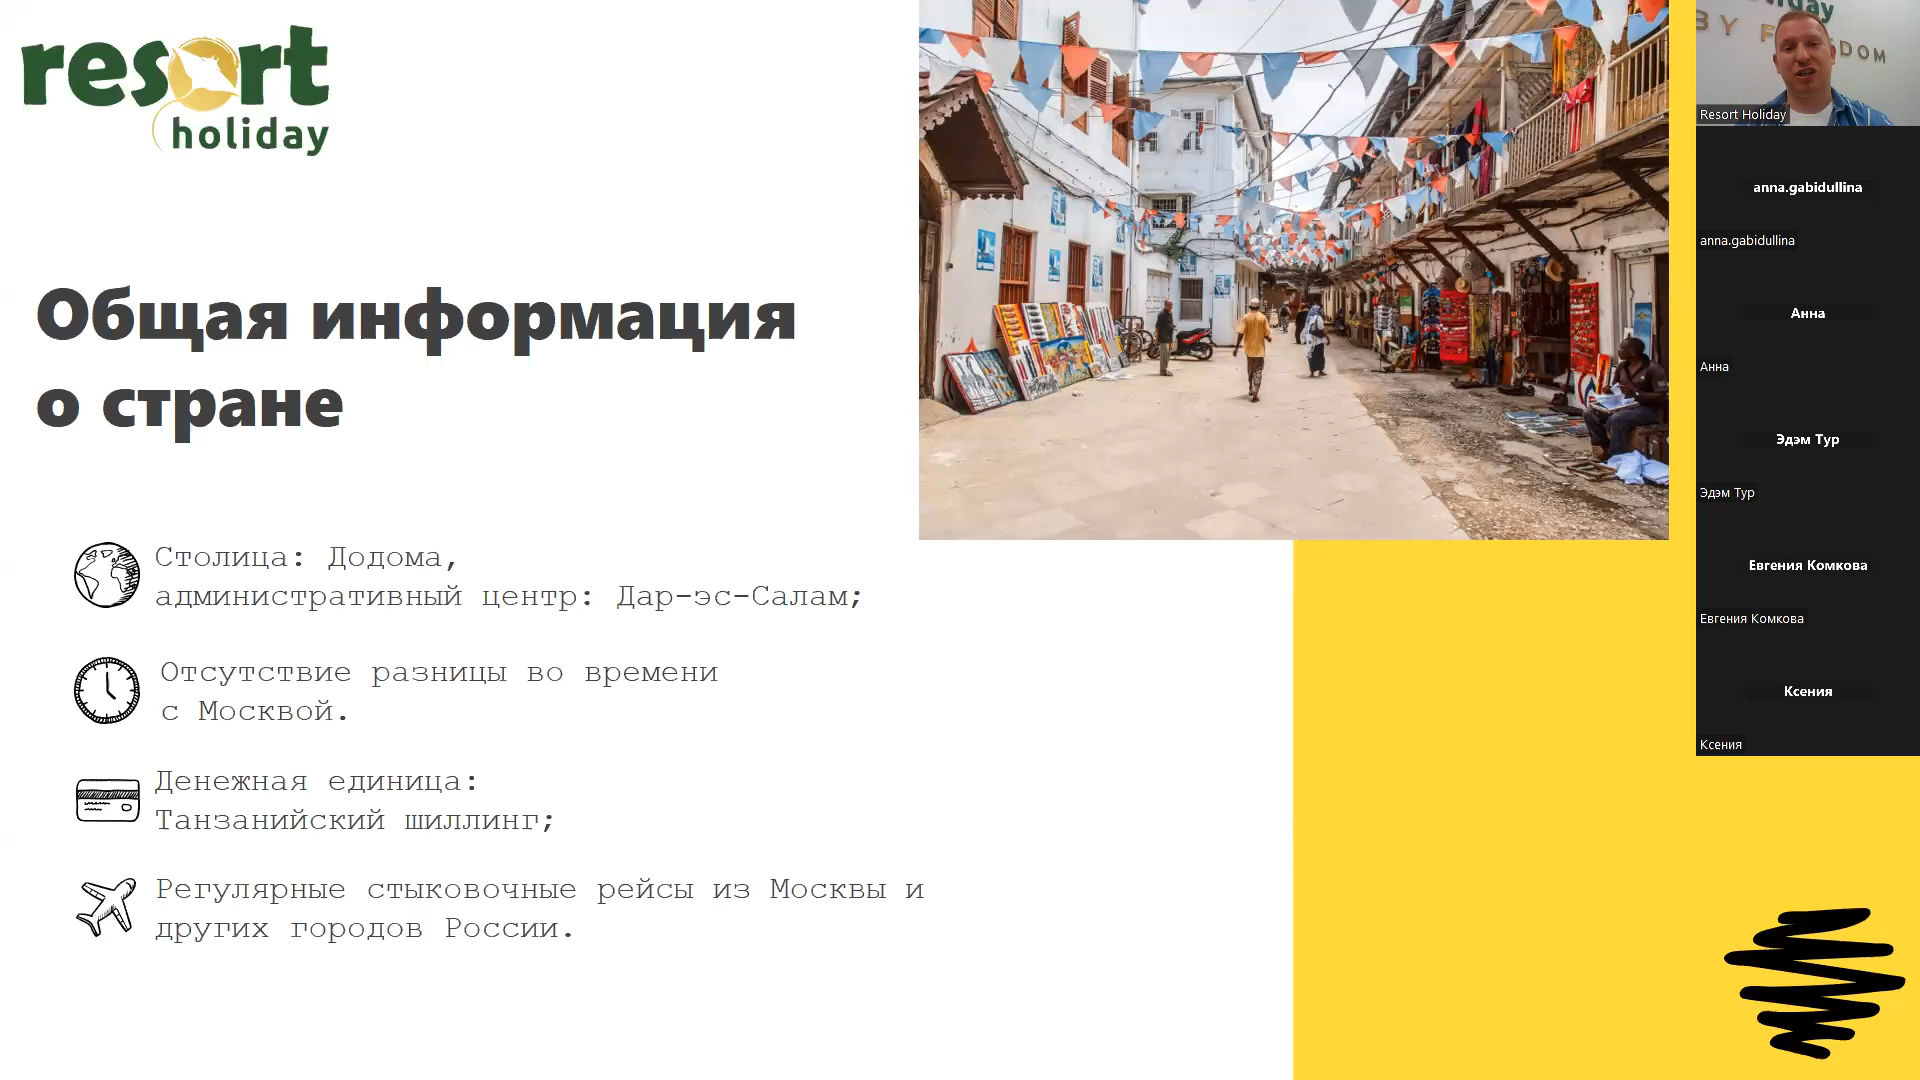 resort
holiday
Общая информация
о стране
Столица: Додома,
административный центр: Дар-эс-Салам;
Отсутствие разницы во времени
с Москвой.
Денежная единица:
Танзанийский шиллинг;
Регулярные стыковочные рейсы из Москвы и
других городов России.
Resort Holiday
anna.gabidullina
anna.gabidullina
Анна
Анна
Эдэм Тур
Эдэм Тур
Евгения Комкова
Евгения Комкова
Ксения
Ксения